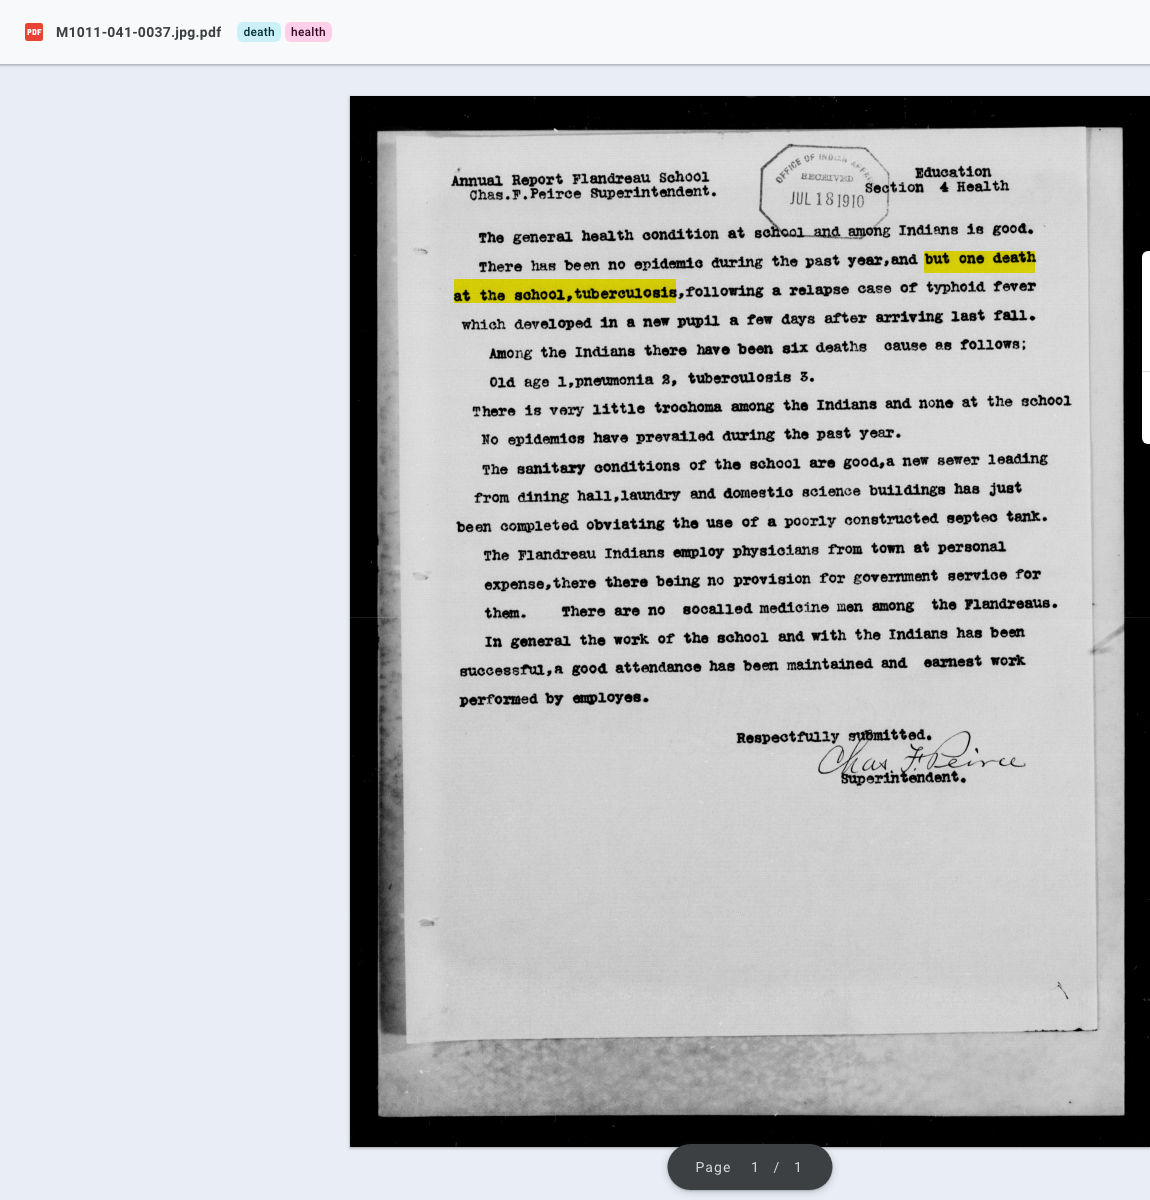 PDF M1011-041-0037.jpg.pdf death health
OFFICE OF INDIAN AFFAI
RECEIVED
JUL 18 1910
Annual Report Flandreau School
Chas.F.Peirce Superintendent.
Education
Section 4 Health
The general health condition at school and among Indians is good.
There has been no epidemic during the past year,and but one death
at the school,tuberculosis,following a relapse case of typhoid fever
which developed in a new pupil a few days after arriving last fall.
Among the Indians there have been six deaths cause as follows;
Old age 1,pneumonia 2, tuberculosis 3.
There is very little trochoma among the Indians and none at the school
No epidemics have prevailed during the past year.
The sanitary conditions of the school are good,a new sewer leading
from dining hall,laundry and domestic science buildings has just
been completed obviating the use of a poorly constructed septec tank.
The Flandreau Indians employ physicians from town at personal
expense,there there being no provision for government service for
them. There are no socalled medicine men among the Flandreaus.
In general the work of the school and with the Indians has been
successful,a good attendance has been maintained and earnest work
performed by employes.
Respectfully submitted.
Chas. F. Peirce
Superintendent.
Page 1 / 1